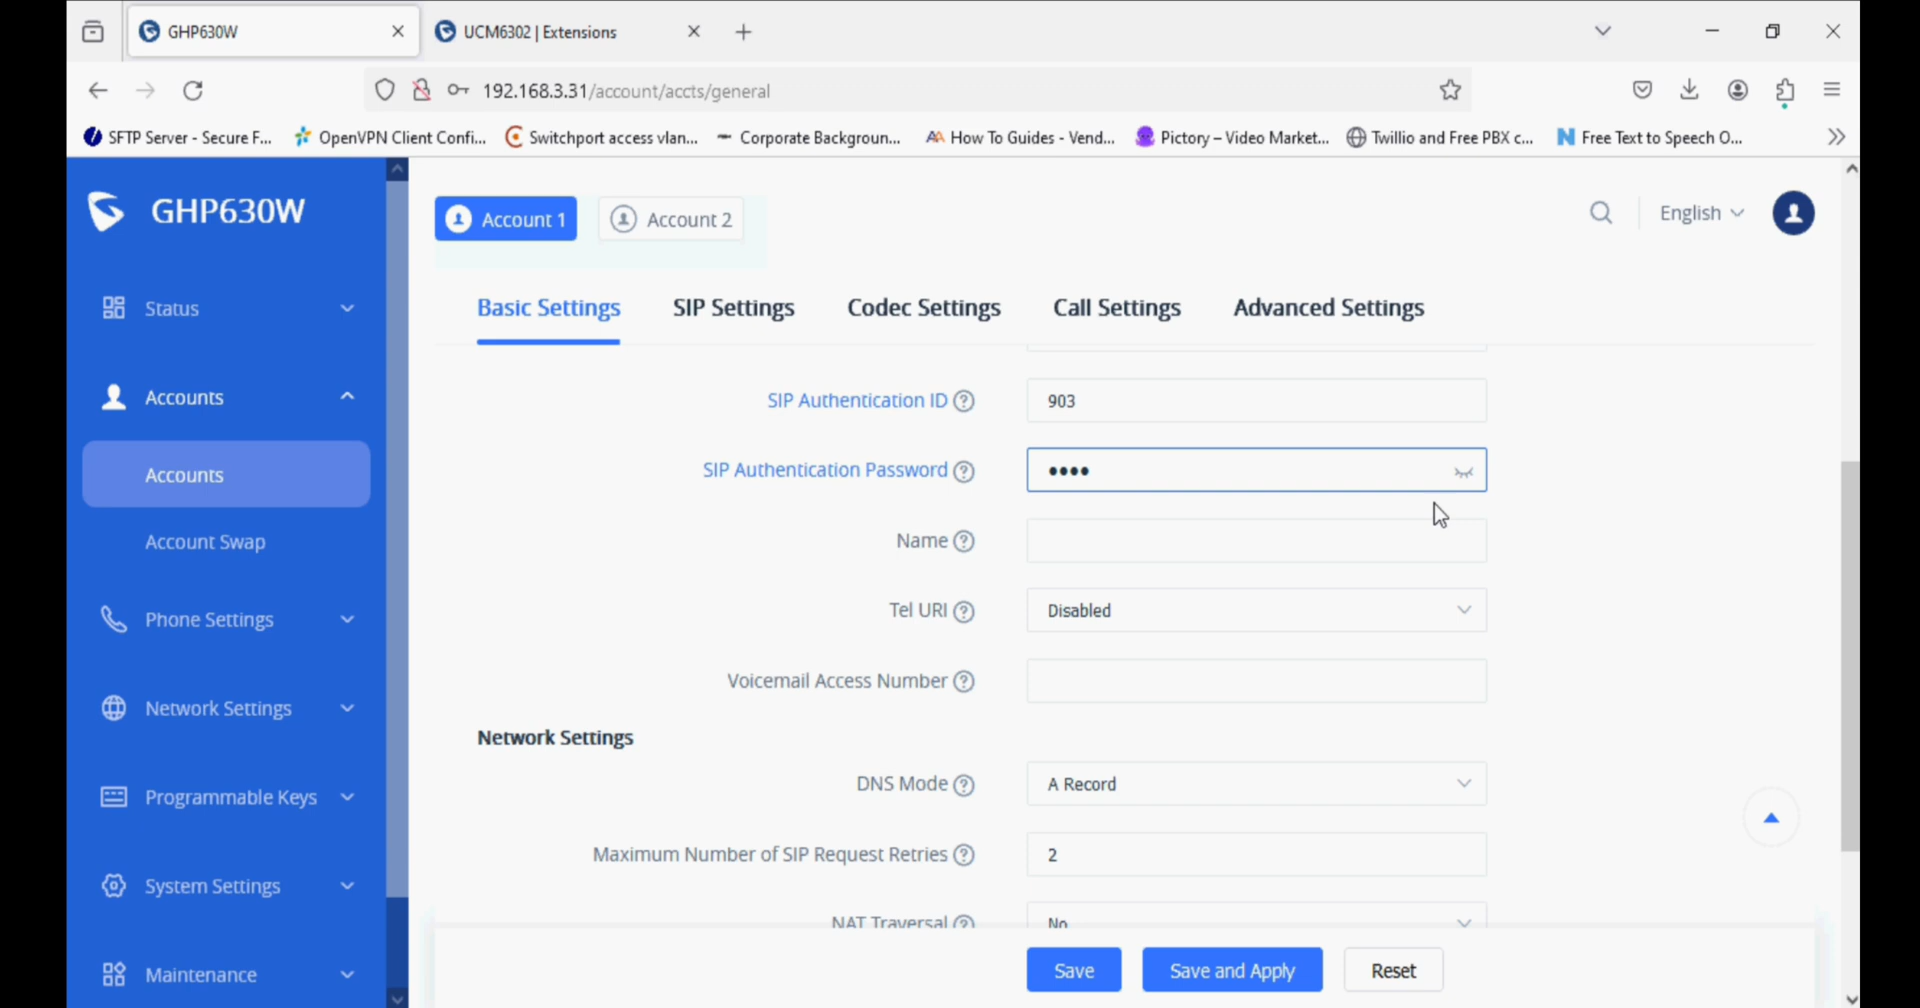 GHP630W
UCM6302 | Extensions
192.168.3.31/account/accts/general
SFTP Server - Secure F...
OpenVPN Client Confi...
Switchport access vlan...
Corporate Backgroun...
How To Guides - Vend...
Pictory – Video Market...
Twillio and Free PBX c...
Free Text to Speech O...
GHP630W
Account 1
Account 2
English
Status
Basic Settings
SIP Settings
Codec Settings
Call Settings
Advanced Settings
Accounts
Accounts
Account Swap
Phone Settings
Network Settings
Programmable Keys
System Settings
Maintenance
SIP Authentication ID
903
SIP Authentication Password
••••
Name
Tel URI
Disabled
Voicemail Access Number
Network Settings
DNS Mode
A Record
Maximum Number of SIP Request Retries
2
NAT Traversal
No
Save
Save and Apply
Reset